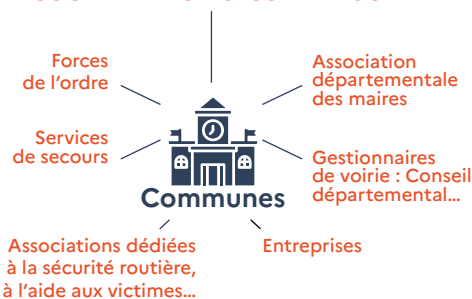 Forces
de l’ordre
Association
départementale
des maires
Services
de secours
Gestionnaires
de voirie : Conseil
départemental…
Communes
Associations dédiées
à la sécurité routière,
à l’aide aux victimes…
Entreprises